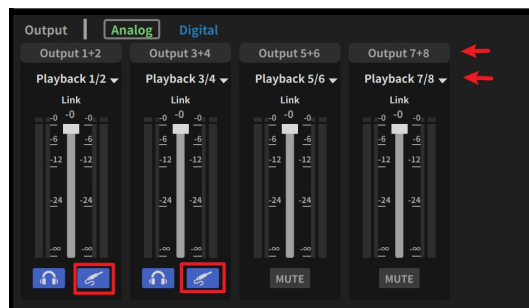 Output Analog Digital
Output 1+2 Output 3+4 Output 5+6 Output 7+8
Playback 1/2 Playback 3/4 Playback 5/6 Playback 7/8
Link Link Link Link
-0 -0 -0 -0 -0 -0 -0 -0 -0 -0 -0 -0
-6 -6 -6 -6 -6 -6 -6 -6
-12 -12 -12 -12 -12 -12 -12 -12
-24 -24 -24 -24 -24 -24 -24 -24
-∞ -∞ -∞ -∞ -∞ -∞ -∞ -∞
MUTE MUTE